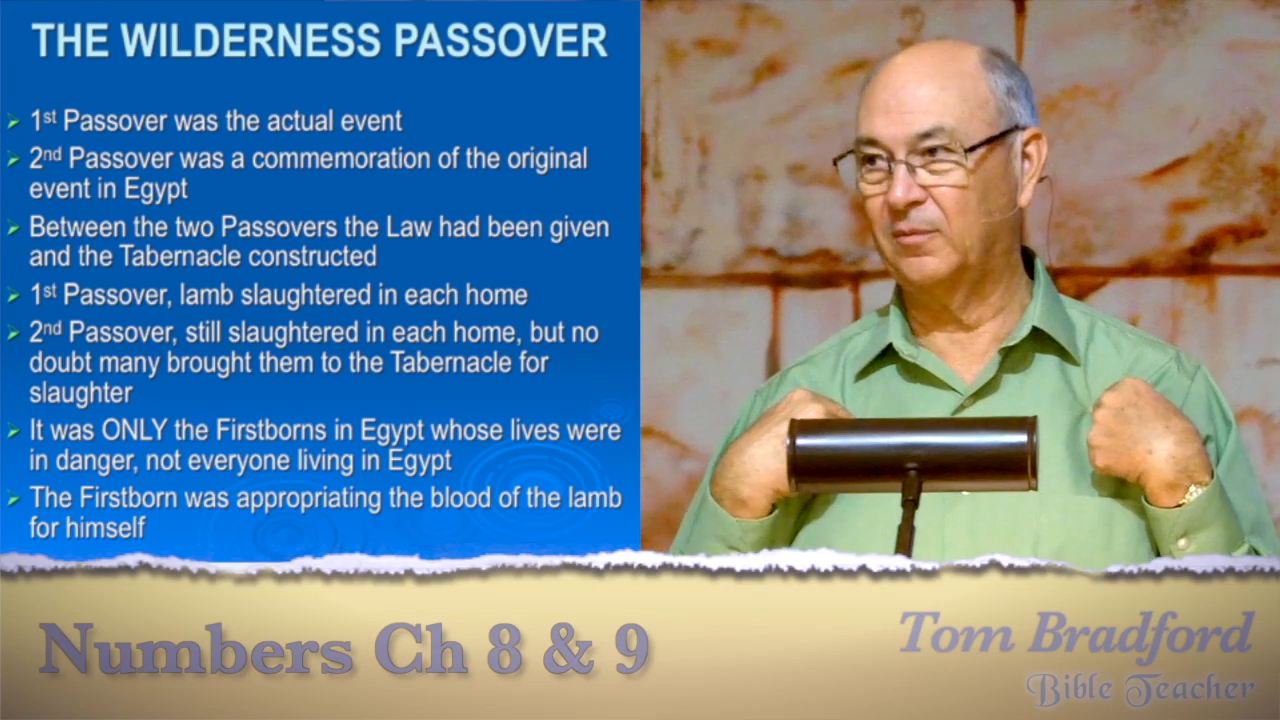 THE WILDERNESS PASSOVER
➢ 1st Passover was the actual event
➢ 2nd Passover was a commemoration of the original
event in Egypt
➢ Between the two Passovers the Law had been given
and the Tabernacle constructed
➢ 1st Passover, lamb slaughtered in each home
➢ 2nd Passover, still slaughtered in each home, but no
doubt many brought them to the Tabernacle for
slaughter
➢ It was ONLY the Firstborns in Egypt whose lives were
in danger, not everyone living in Egypt
➢ The Firstborn was appropriating the blood of the lamb
for himself
Numbers Ch 8 & 9
Tom Bradford
Bible Teacher